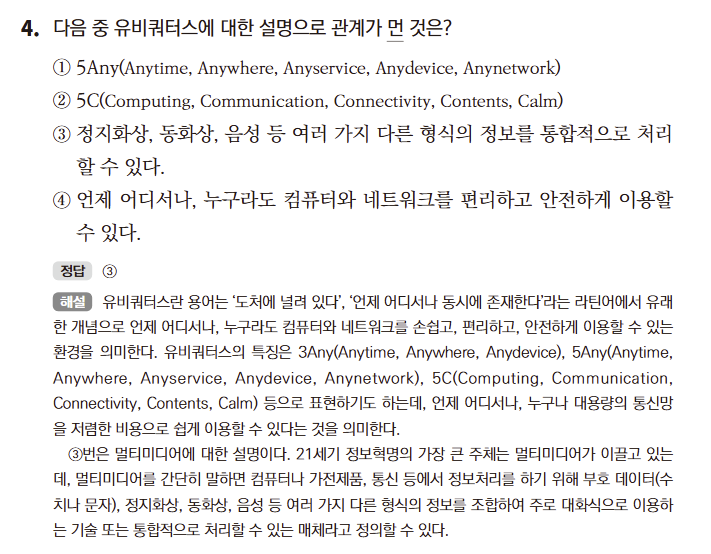 4. 다음 중 유비쿼터스에 대한 설명으로 관계가 먼 것은?
① 5Any(Anytime, Anywhere, Anyservice, Anydevice, Anynetwork)
② 5C(Computing, Communication, Connectivity, Contents, Calm)
③ 정지화상, 동화상, 음성 등 여러 가지 다른 형식의 정보를 통합적으로 처리
할 수 있다.
④ 언제 어디서나, 누구라도 컴퓨터와 네트워크를 편리하고 안전하게 이용할
수 있다.
정답 ③
해설 유비쿼터스란 용어는 ‘도처에 널려 있다’, ‘언제 어디서나 동시에 존재한다’라는 라틴어에서 유래
한 개념으로 언제 어디서나, 누구라도 컴퓨터와 네트워크를 손쉽고, 편리하고, 안전하게 이용할 수 있는
환경을 의미한다. 유비쿼터스의 특징은 3Any(Anytime, Anywhere, Anydevice), 5Any(Anytime,
Anywhere, Anyservice, Anydevice, Anynetwork), 5C(Computing, Communication,
Connectivity, Contents, Calm) 등으로 표현하기도 하는데, 언제 어디서나, 누구나 대용량의 통신망
을 저렴한 비용으로 쉽게 이용할 수 있다는 것을 의미한다.
③번은 멀티미디어에 대한 설명이다. 21세기 정보혁명의 가장 큰 주체는 멀티미디어가 이끌고 있는
데, 멀티미디어를 간단히 말하면 컴퓨터나 가전제품, 통신 등에서 정보처리를 하기 위해 부호 데이터(수
치나 문자), 정지화상, 동화상, 음성 등 여러 가지 다른 형식의 정보를 조합하여 주로 대화식으로 이용하
는 기술 또는 통합적으로 처리할 수 있는 매체라고 정의할 수 있다.